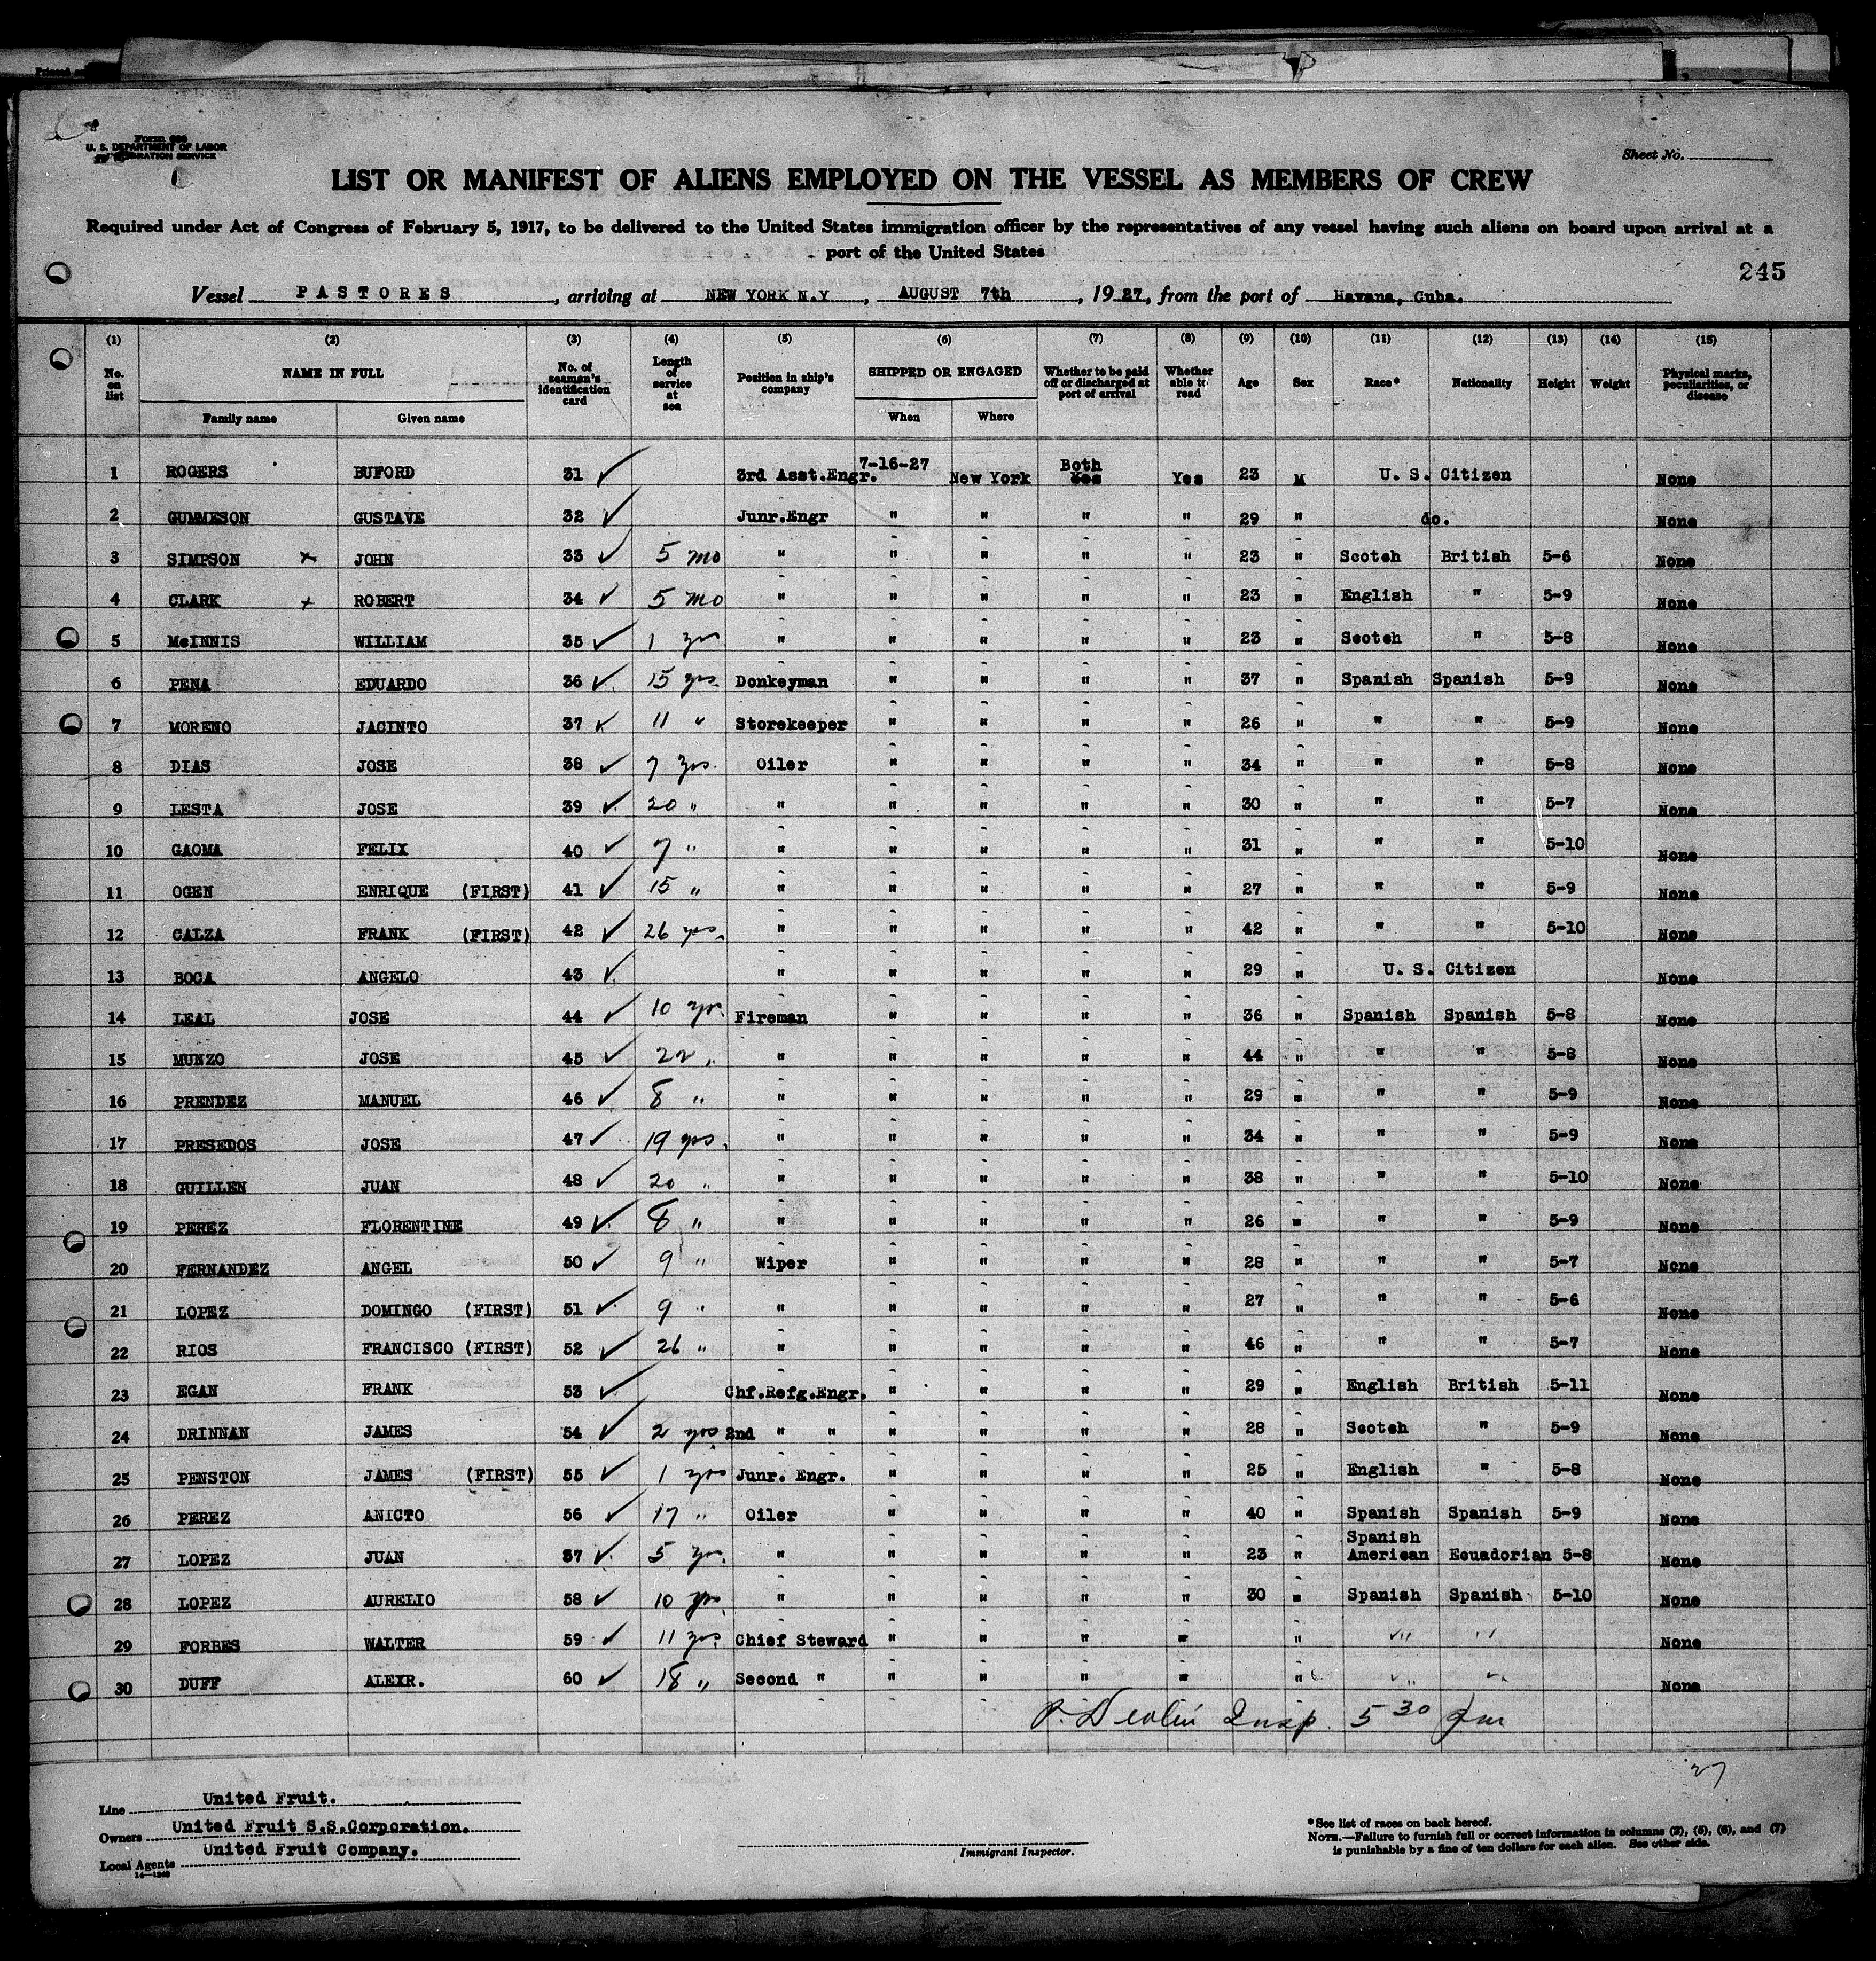 Form 689
U. S. DEPARTMENT OF LABOR
IMMIGRATION SERVICE
Sheet No.
LIST OR MANIFEST OF ALIENS EMPLOYED ON THE VESSEL AS MEMBERS OF CREW
Required under Act of Congress of February 5, 1917, to be delivered to the United States immigration officer by the representatives of any vessel having such aliens on board upon arrival at a
port of the United States
245
Vessel PASTORES, arriving at NEW YORK N.Y, AUGUST 7th, 1927, from the port of Havana, Cuba.
(1) (2) (3) (4) (5) (6) (7) (8) (9) (10) (11) (12) (13) (14) (15)
No. on list NAME IN FULL Family name Given name No. of seaman's identification card Length of service at sea Position in ship's company SHIPPED OR ENGAGED When Where Whether to be paid off or discharged at port of arrival Whether able to read Age Sex Race* Nationality Height Weight Physical marks, peculiarities, or disease
1 ROGERS BUFORD 31 ✓ 3rd Asst.Engr. 7-16-27 New York Both Yes Yes 23 M U. S. Citizen None
2 GUMMESON GUSTAVE 32 ✓ Junr.Engr " " " " 29 " do. None
3 SIMPSON x JOHN 33 ✓ 5 mo " " " " " 23 " Scotch British 5-6 None
4 CLARK x ROBERT 34 ✓ 5 mo " " " " " 23 " English " 5-9 None
5 McINNIS WILLIAM 35 ✓ 1 yrs " " " " " 23 " Scotch " 5-8 None
6 PENA EDUARDO 36 ✓ 15 yrs Donkeyman " " " " 37 " Spanish Spanish 5-9 None
7 MORENO JACINTO 37 ✓ 11 " Storekeeper " " " " 26 " " " 5-9 None
8 DIAS JOSE 38 ✓ 7 yrs. Oiler " " " " 34 " " " 5-8 None
9 LESTA JOSE 39 ✓ 20 " " " " " " 30 " " " 5-7 None
10 GAOMA FELIX 40 ✓ 7 " " " " " " 31 " " " 5-10 None
11 OGEN ENRIQUE (FIRST) 41 ✓ 15 " " " " " " 27 " " " 5-9 None
12 CALZA FRANK (FIRST) 42 ✓ 26 yrs. " " " " " 42 " " " 5-10 None
13 BOCA ANGELO 43 ✓ " " " " " 29 " U. S. Citizen None
14 LEAL JOSE 44 ✓ 10 yrs. Fireman " " " " 36 " Spanish Spanish 5-8 None
15 MUNZO JOSE 45 ✓ 22 " " " " " " 44 " " " 5-8 None
16 PRENDEZ MANUEL 46 ✓ 8 " " " " " " 29 " " " 5-9 None
17 PRESEDOS JOSE 47 ✓ 19 yrs. " " " " " 34 " " " 5-9 None
18 GUILLEN JUAN 48 ✓ 20 " " " " " " 38 " " " 5-10 None
19 PEREZ FLORENTINE 49 ✓ 8 " " " " " " 26 " " " 5-9 None
20 FERNANDEZ ANGEL 50 ✓ 9 " Wiper " " " " 28 " " " 5-7 None
21 LOPEZ DOMINGO (FIRST) 51 ✓ 9 " " " " " " 27 " " " 5-6 None
22 RIOS FRANCISCO (FIRST) 52 ✓ 26 " " " " " " 46 " " " 5-7 None
23 EGAN FRANK 53 ✓ Chf.Refg.Engr. " " " " 29 " English British 5-11 None
24 DRINNAN JAMES 54 ✓ 2 yrs 2nd " " " " " " 28 " Scotch " 5-9 None
25 PENSTON JAMES (FIRST) 55 ✓ 1 yrs Junr. Engr. " " " " 25 " English " 5-8 None
26 PEREZ ANICTO 56 ✓ 17 " Oiler " " " " 40 " Spanish Spanish 5-9 None
27 LOPEZ JUAN 57 ✓ 5 yrs. " " " " " 23 " Spanish American Ecuadorian 5-8 None
28 LOPEZ AURELIO 58 ✓ 10 yrs. " " " " " 30 " Spanish Spanish 5-10 None
29 FORBES WALTER 59 ✓ 11 yrs. Chief Steward " " " " " " " None
30 DUFF ALEXR. 60 ✓ 18 " Second " " " " " " " " None
P. Devlin Insp. 5 30 pm
27
Line United Fruit.
Owners United Fruit S.S.Corporation.
Local Agents United Fruit Company.
14-1240
Immigrant Inspector.
*See list of races on back hereof.
NOTE.—Failure to furnish full or correct information in columns (2), (5), (6), and (7)
is punishable by a fine of ten dollars for each alien. See other side.